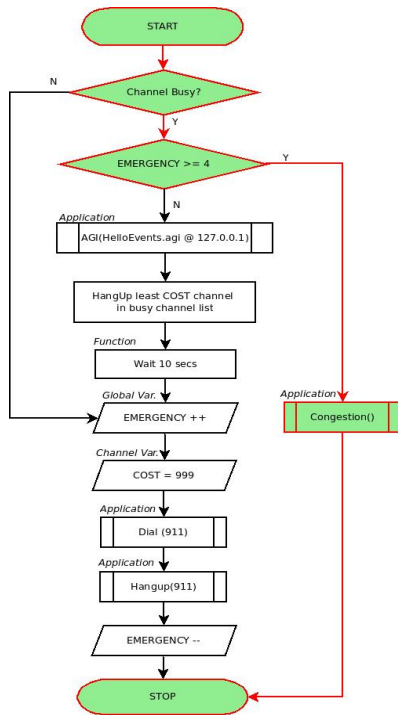 START
N
Channel Busy?
Y
EMERGENCY >= 4
Y
N
Application
AGI(HelloEvents.agi @ 127.0.0.1)
HangUp least COST channel
in busy channel list
Function
Wait 10 secs
Global Var.
EMERGENCY ++
Application
Congestion()
Channel Var.
COST = 999
Application
Dial (911)
Application
Hangup(911)
EMERGENCY --
STOP